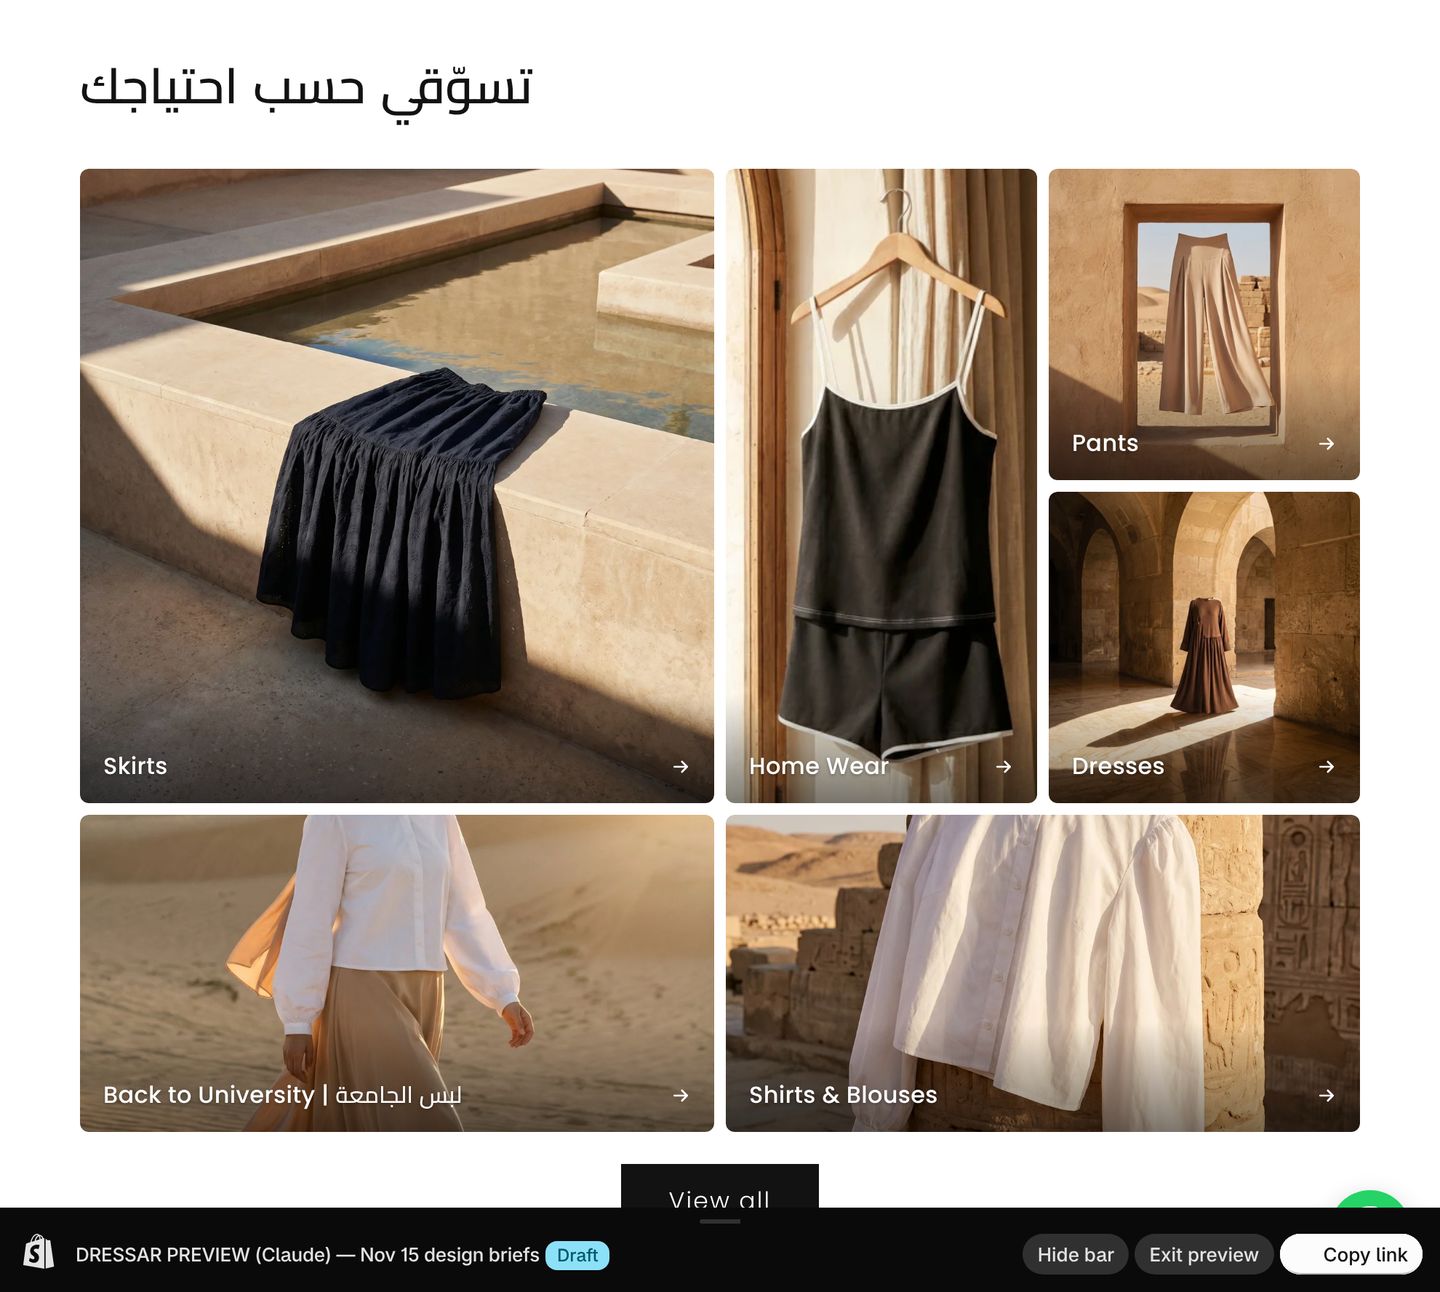 تسوّقي حسب احتياجك
Skirts
Home Wear
Pants
Dresses
Back to University | لبس الجامعة
Shirts & Blouses
View all
DRESSAR PREVIEW (Claude) — Nov 15 design briefs Draft
Hide bar
Exit preview
Copy link